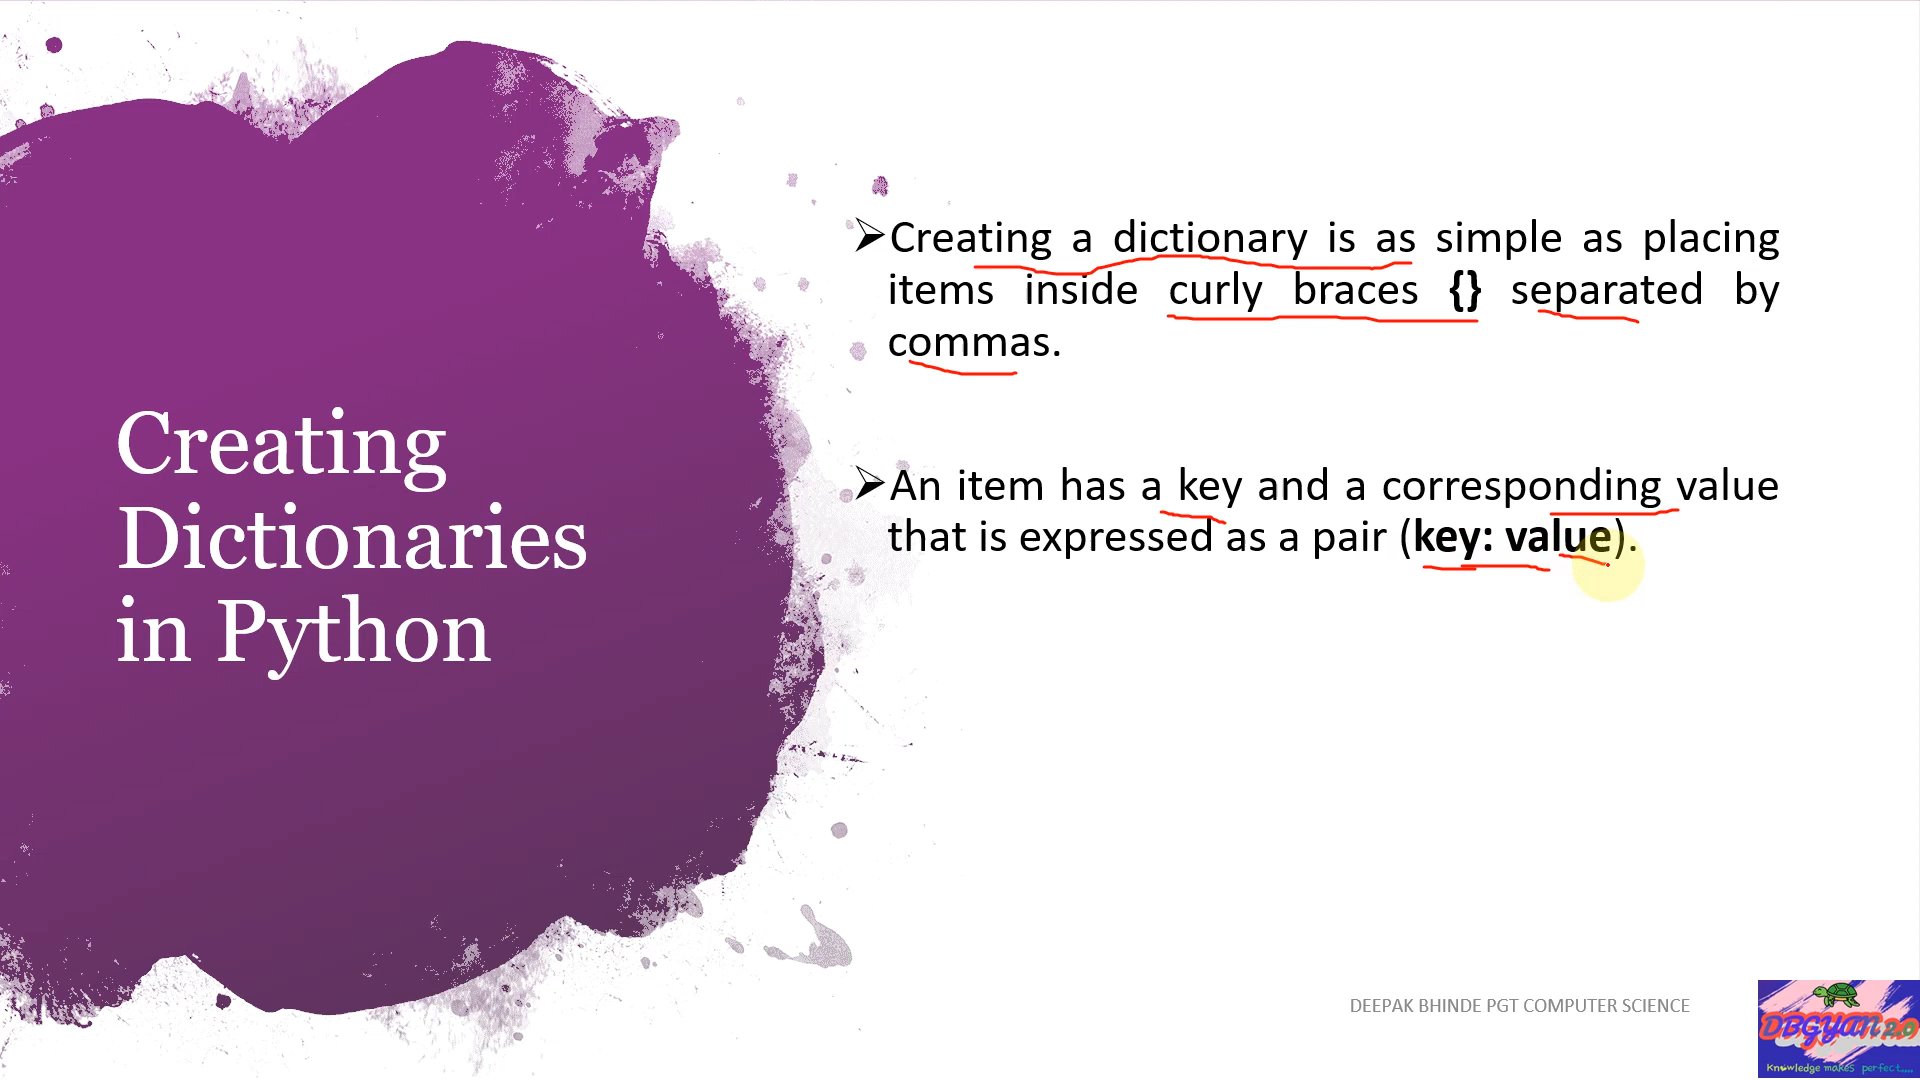 Creating
Dictionaries
in Python
➢Creating a dictionary is as simple as placing
items inside curly braces {} separated by
commas.
➢An item has a key and a corresponding value
that is expressed as a pair (key: value).
DEEPAK BHINDE PGT COMPUTER SCIENCE
DBGYAN 2.0
Knowledge makes perfect....